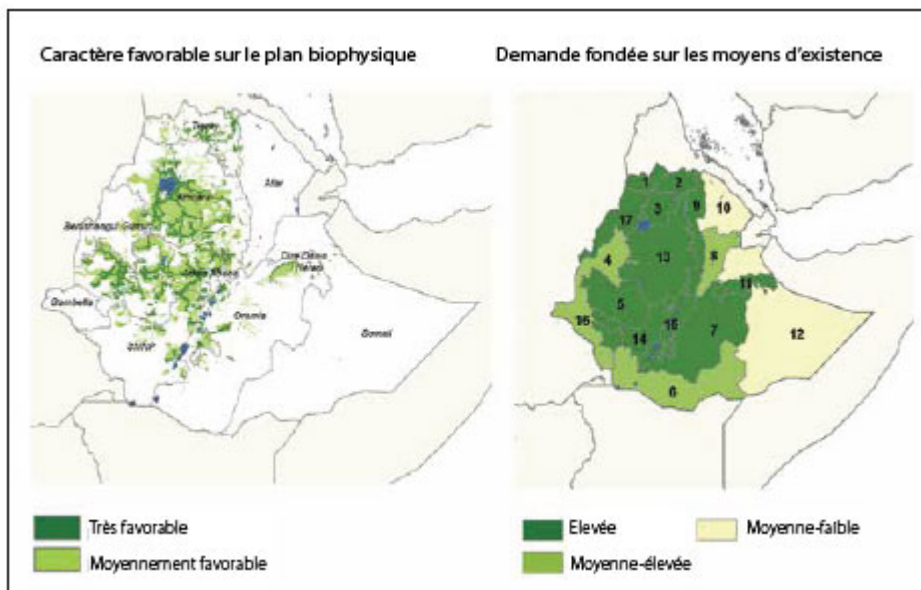 Caractère favorable sur le plan biophysique
Demande fondée sur les moyens d'existence
Tigray
Afar
Amhara
Benishangul Gumuz
Dire Dawa
Harari
Addis Ababa
Gambella
Oromia
Somali
SNNP
1
2
3
9
10
17
4
13
8
11
5
16
14
15
7
12
6
Très favorable
Moyennement favorable
Elevée
Moyenne-faible
Moyenne-élevée